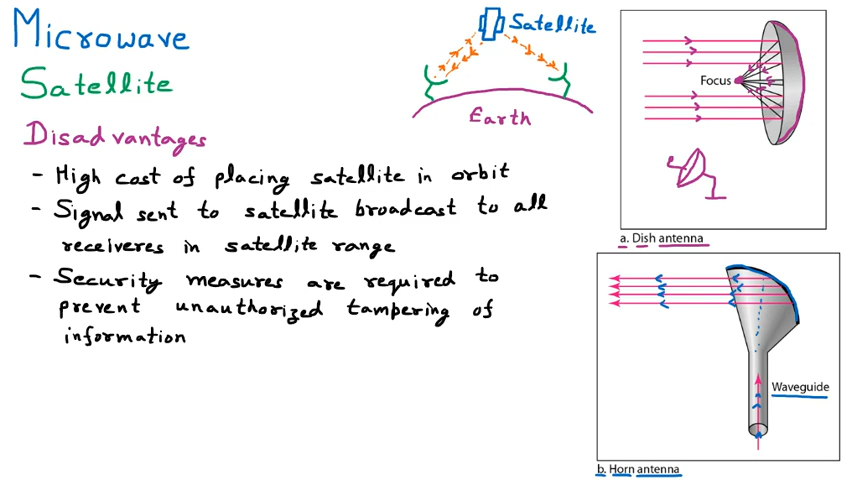 Microwave
Satellite
Disadvantages
- High cost of placing satellite in orbit
- Signal sent to satellite broadcast to all
receiveres in satellite range
- Security measures are required to
prevent unauthorized tampering of
information
Satellite
Earth
Focus
a. Dish antenna
Waveguide
b. Horn antenna